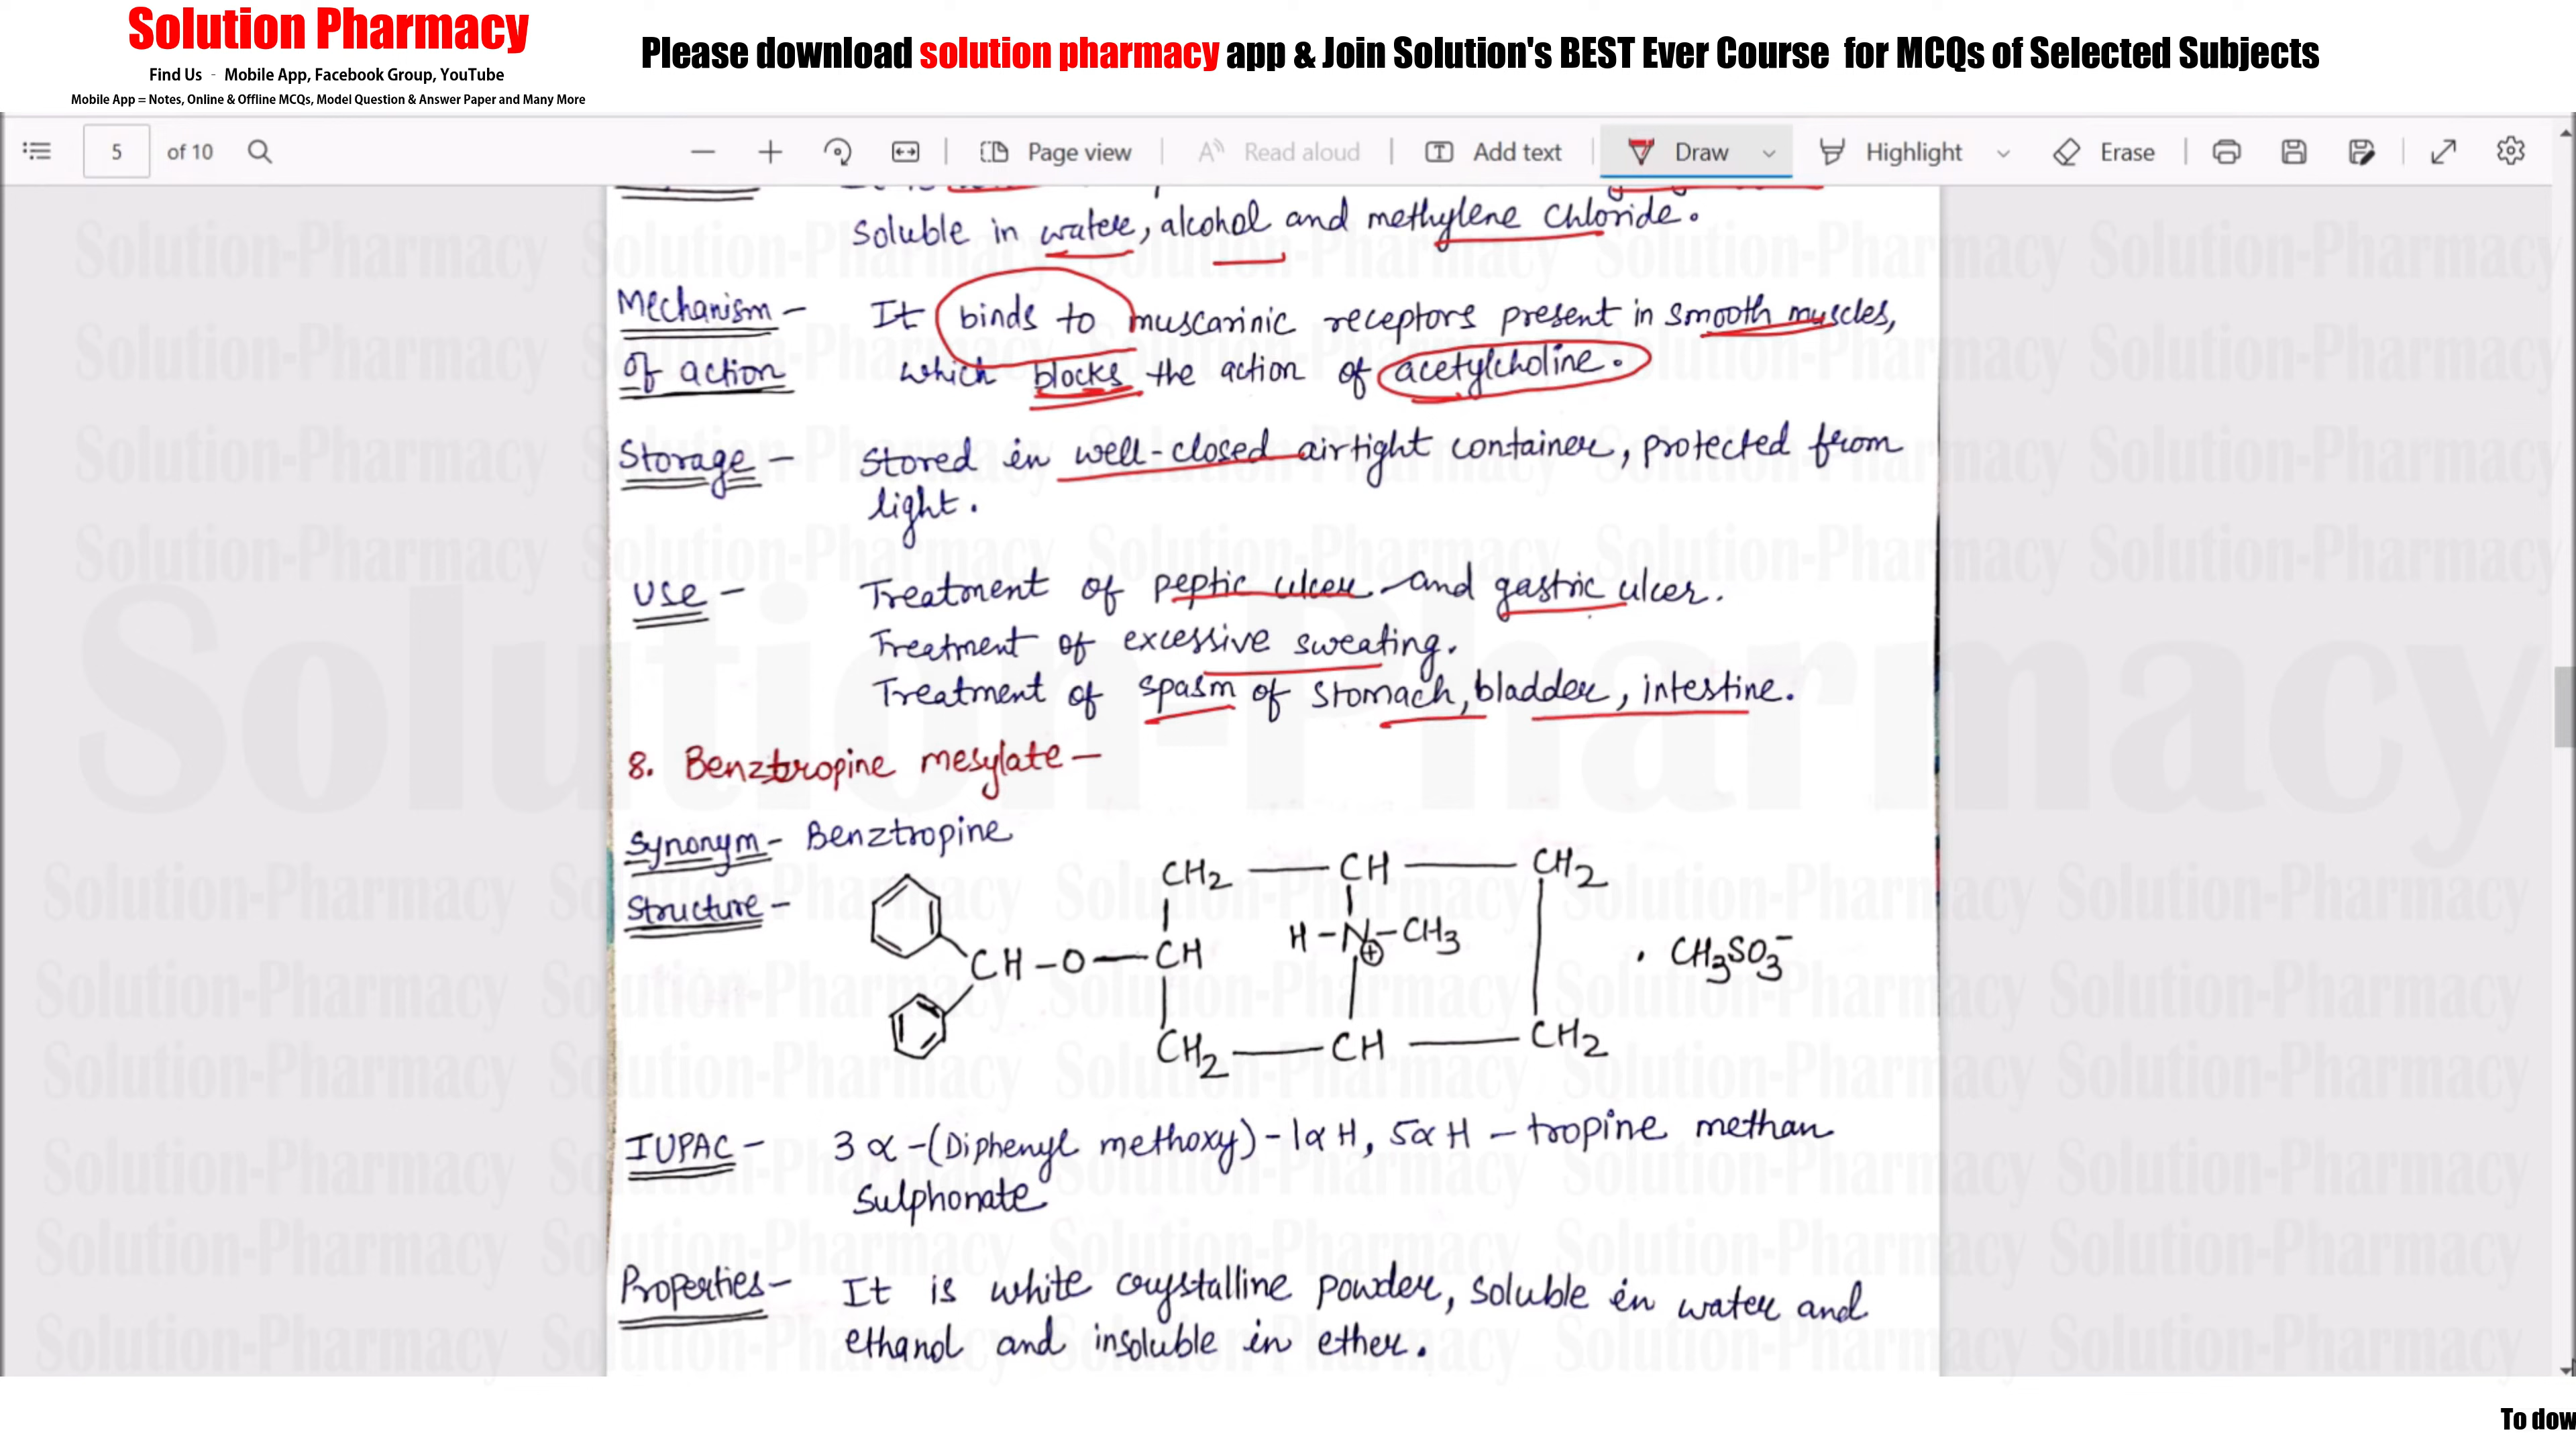 Solution Pharmacy
Find Us - Mobile App, Facebook Group, YouTube
Mobile App = Notes, Online & Offline MCQs, Model Question & Answer Paper and Many More
Please download solution pharmacy app & Join Solution's BEST Ever Course for MCQs of Selected Subjects
5 of 10 Page view Read aloud Add text Draw Highlight Erase
Soluble in water, alcohol and methylene chloride.
Mechanism - It binds to muscarinic receptors present in smooth muscles,
of action which blocks the action of acetylcholine.
Storage - Stored in well-closed airtight container, protected from
light.
Use - Treatment of peptic ulcer and gastric ulcer.
Treatment of excessive sweating.
Treatment of spasm of stomach, bladder, intestine.
8. Benztropine mesylate -
Synonym - Benztropine
Structure -
CH2 CH CH2
H-N⊕-CH3
CH-O-CH
. CH3SO3-
CH2 CH CH2
IUPAC - 3α-(Diphenyl methoxy)-1αH, 5αH - tropine methan
sulphonate
Properties - It is white crystalline powder, soluble in water and
ethanol and insoluble in ether.
Solution-Pharmacy
To dow